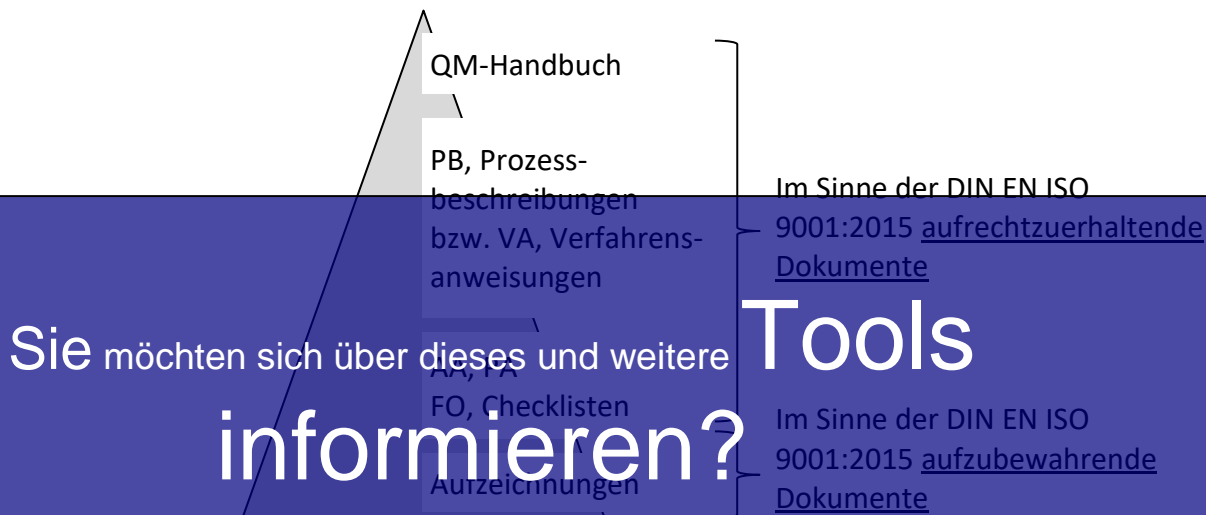 QM-Handbuch
PB, Prozess-
beschreibungen
bzw. VA, Verfahrens-
anweisungen
Im Sinne der DIN EN ISO
9001:2015 aufrechtzuerhaltende
Dokumente
Sie möchten sich über dieses und weitere Tools
informieren?
AA, PA
FO, Checklisten
Aufzeichnungen
Im Sinne der DIN EN ISO
9001:2015 aufzubewahrende
Dokumente